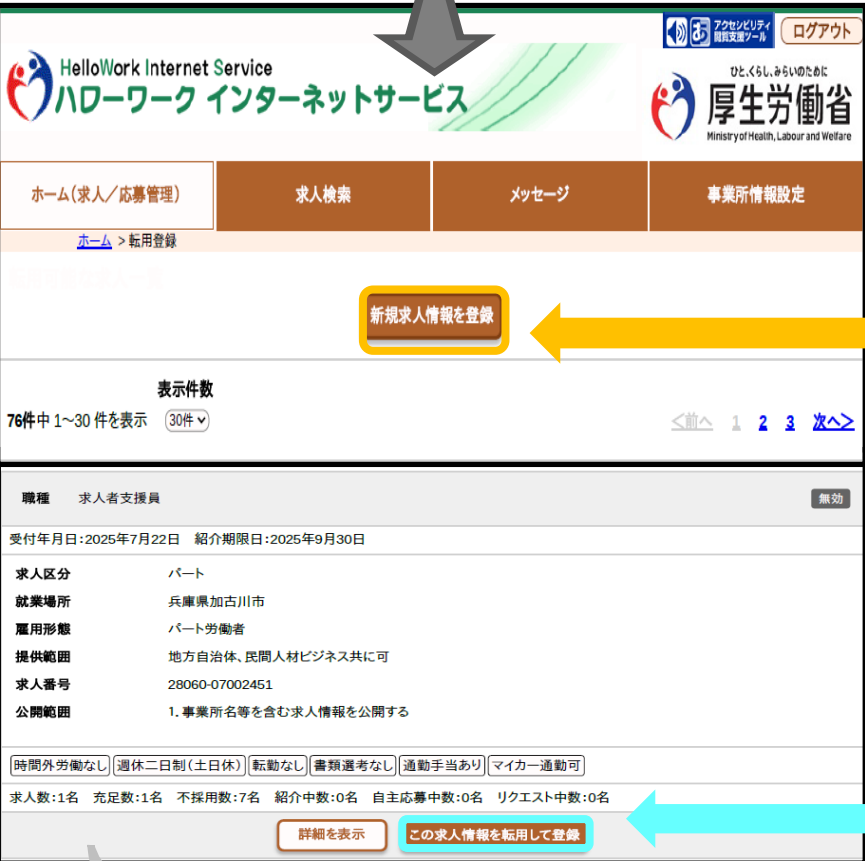 アクセシビリティ
閲覧支援ツール
ログアウト
HelloWork Internet Service
ハローワーク インターネットサービス
ひと、くらし、みらいのために
厚生労働省
Ministry of Health, Labour and Welfare
ホーム(求人／応募管理) 求人検索 メッセージ 事業所情報設定
ホーム ＞転用登録
新規求人情報を登録
表示件数
76件中 1～30 件を表示 30件
＜前へ 1 2 3 次へ＞
職種 求人者支援員 無効
受付年月日：2025年7月22日 紹介期限日：2025年9月30日
求人区分 パート
就業場所 兵庫県加古川市
雇用形態 パート労働者
提供範囲 地方自治体、民間人材ビジネス共に可
求人番号 28060-07002451
公開範囲 1．事業所名等を含む求人情報を公開する
時間外労働なし 週休二日制（土日休） 転勤なし 書類選考なし 通勤手当あり マイカー通勤可
求人数：1名 充足数：1名 不採用数：7名 紹介中数：0名 自主応募中数：0名 リクエスト中数：0名
詳細を表示 この求人情報を転用して登録